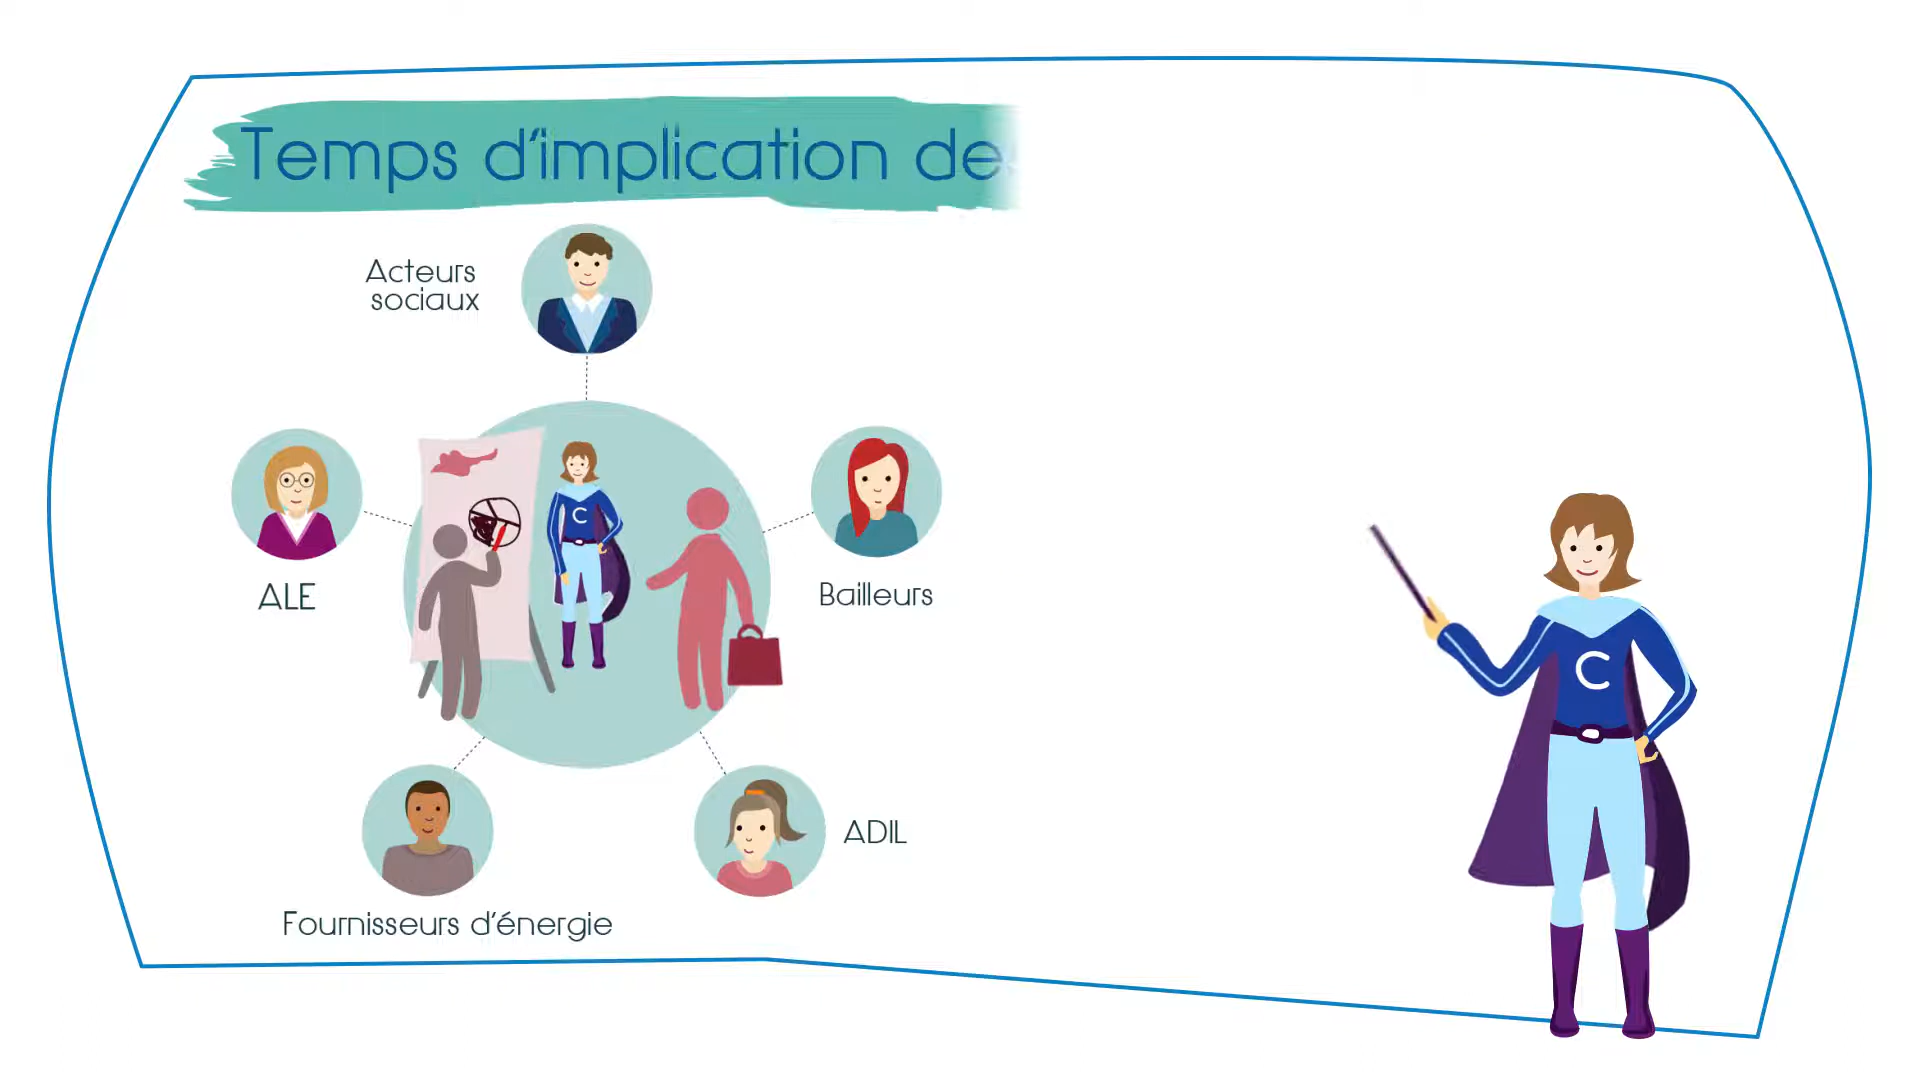 Temps d'implication de
Acteurs
sociaux
ALE
Bailleurs
C
C
ADIL
Fournisseurs d'énergie